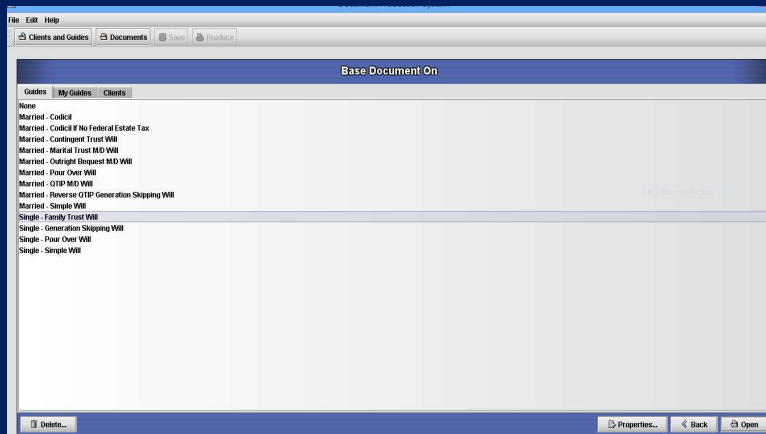 File Edit Help
Clients and Guides Documents Save Produce
Base Document On
Guides My Guides Clients
None
Married - Codicil
Married - Codicil If No Federal Estate Tax
Married - Contingent Trust Will
Married - Marital Trust M/D Will
Married - Outright Bequest M/D Will
Married - Pour Over Will
Married - QTIP M/D Will
Married - Reverse QTIP Generation Skipping Will
Married - Simple Will
Single - Family Trust Will
Single - Generation Skipping Will
Single - Pour Over Will
Single - Simple Will
Delete... Properties... Back Open